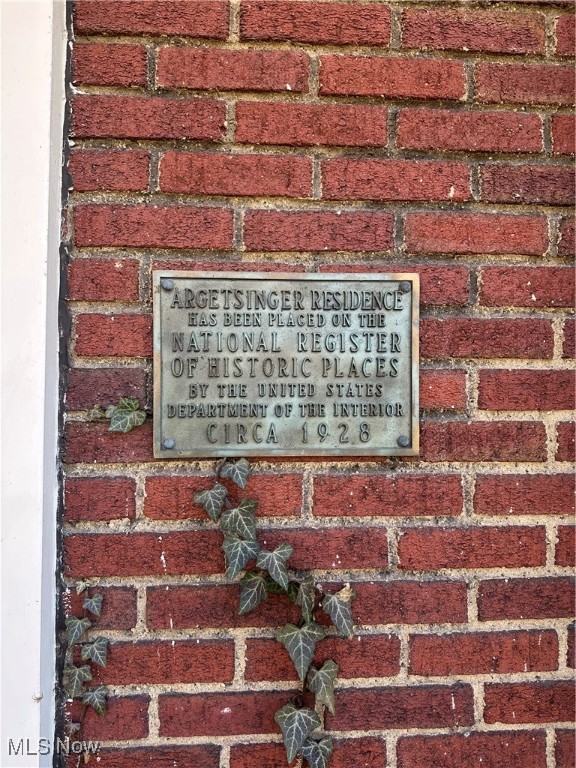 ARGETSINGER RESIDENCE
HAS BEEN PLACED ON THE
NATIONAL REGISTER
OF HISTORIC PLACES
BY THE UNITED STATES
DEPARTMENT OF THE INTERIOR
CIRCA 1928
MLS Now